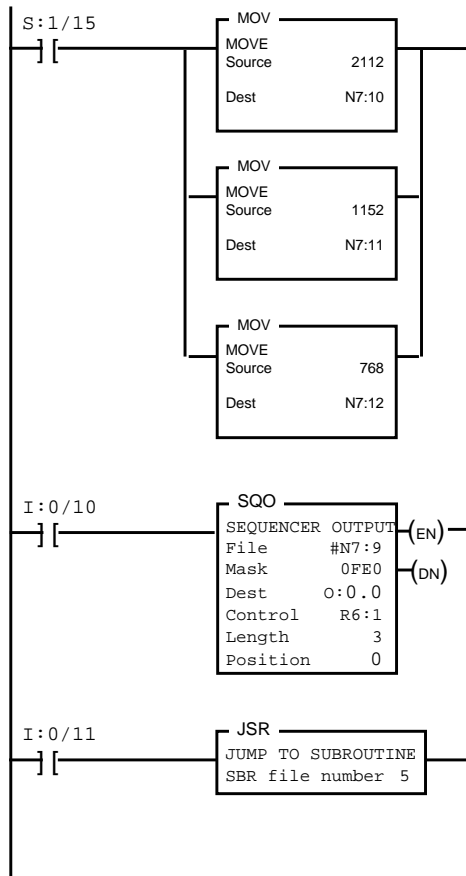 S:1/15
] [
MOV
MOVE
Source 2112
Dest N7:10
MOV
MOVE
Source 1152
Dest N7:11
MOV
MOVE
Source 768
Dest N7:12
I:0/10
] [
SQO
SEQUENCER OUTPUT (EN)
File #N7:9
Mask 0FE0 (DN)
Dest O:0.0
Control R6:1
Length 3
Position 0
I:0/11
] [
JSR
JUMP TO SUBROUTINE
SBR file number 5